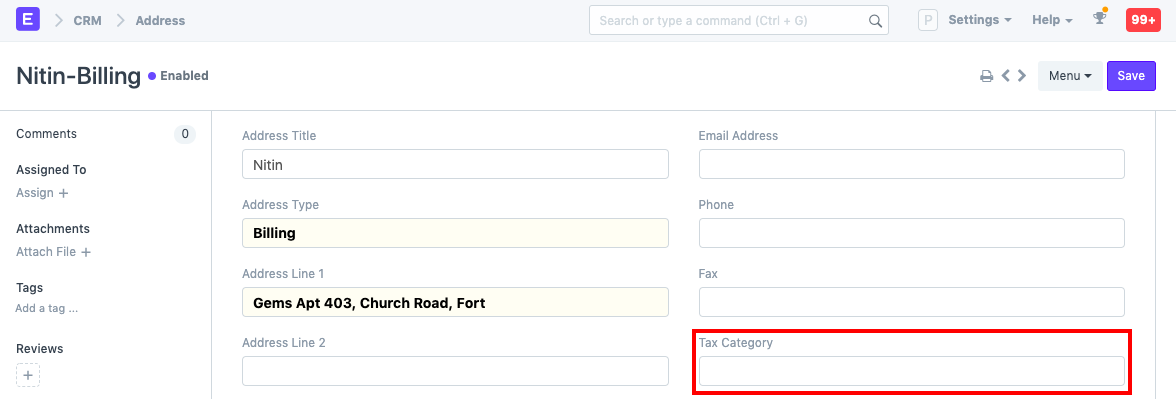 E CRM Address Search or type a command (Ctrl + G) P Settings Help 99+
Nitin-Billing Enabled Menu Save
Comments 0
Assigned To
Assign +
Attachments
Attach File +
Tags
Add a tag ...
Reviews
+
Address Title
Nitin
Address Type
Billing
Address Line 1
Gems Apt 403, Church Road, Fort
Address Line 2
Email Address
Phone
Fax
Tax Category